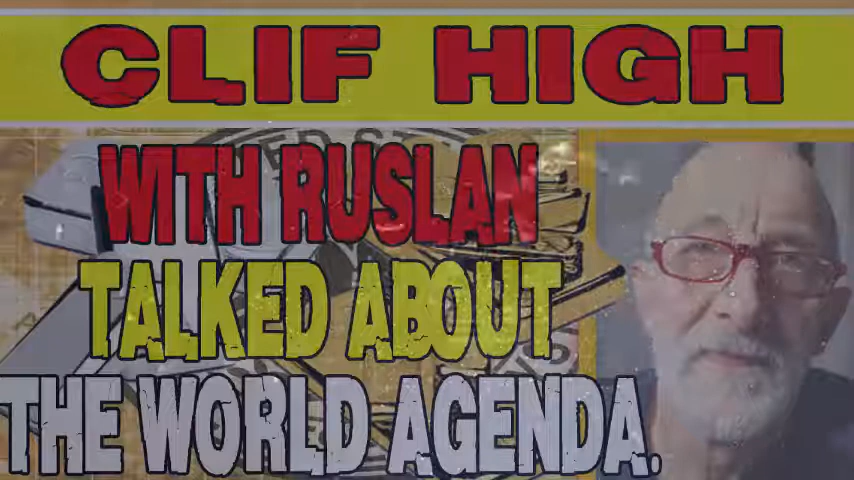 CLIF HIGH
WITH RUSLAN
TALKED ABOUT
THE WORLD AGENDA.